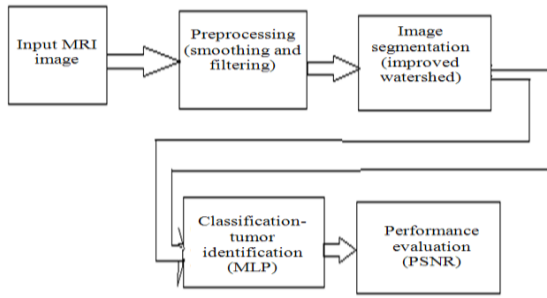 Input MRI
image
Preprocessing
(smoothing and
filtering)
Image
segmentation
(improved
watershed)
Classification-
tumor
identification
(MLP)
Performance
evaluation
(PSNR)